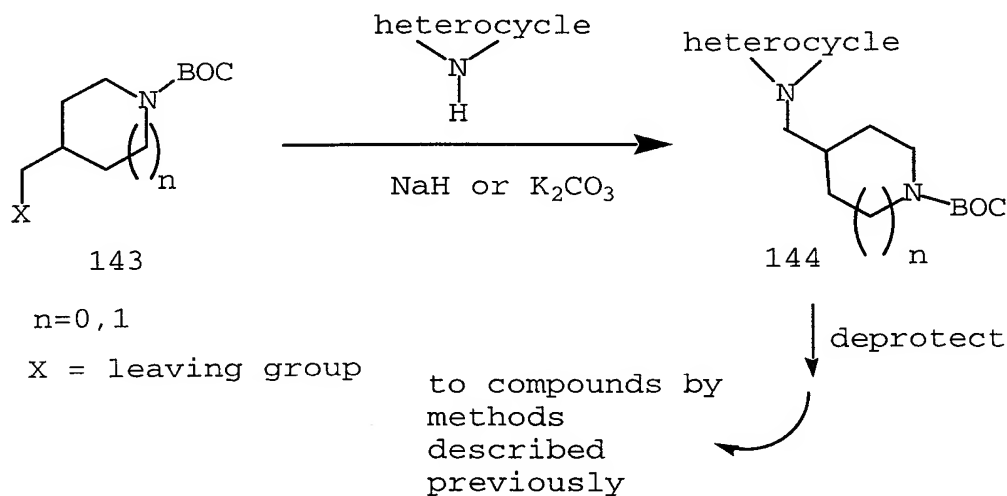 heterocycle
N
H
N
BOC
( )
n
X
NaH or K₂CO₃
143
n=0,1
X = leaving group
heterocycle
N
N
BOC
( )
n
144
deprotect
to compounds by
methods
described
previously